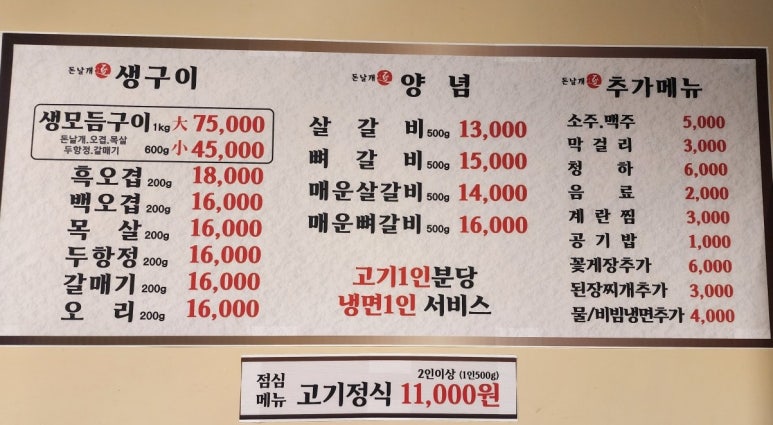 돈날개 생구이
생모듬구이 1kg 大 75,000
돈날개.오겹.목살
두항정.갈매기 600g 小 45,000
흑오겹 200g 18,000
백오겹 200g 16,000
목살 200g 16,000
두항정 200g 16,000
갈매기 200g 16,000
오리 200g 16,000
돈날개 양념
살갈비 500g 13,000
뼈갈비 500g 15,000
매운살갈비 500g 14,000
매운뼈갈비 500g 16,000
고기1인분당
냉면1인 서비스
돈날개 추가메뉴
소주.맥주 5,000
막걸리 3,000
청하 6,000
음료 2,000
계란찜 3,000
공기밥 1,000
꽃게장추가 6,000
된장찌개추가 3,000
물/비빔냉면추가 4,000
점심
메뉴
2인이상 (1인500g)
고기정식 11,000원